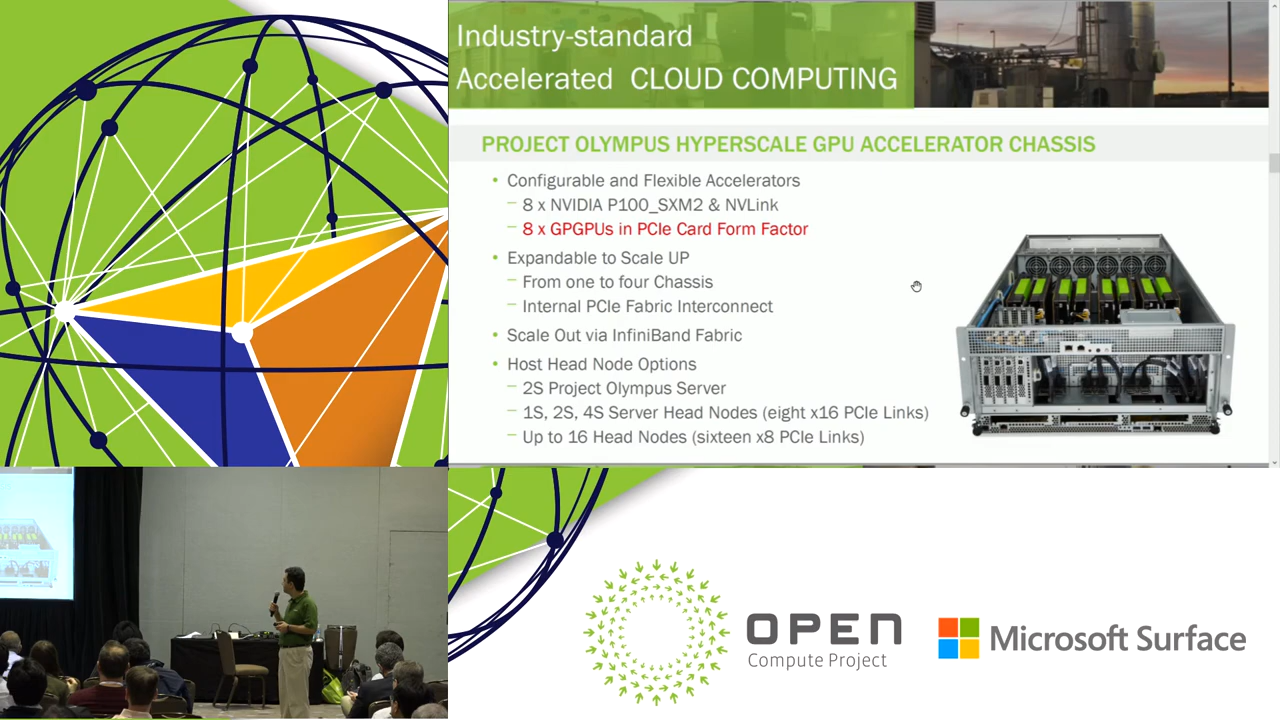 Industry-standard
Accelerated CLOUD COMPUTING
PROJECT OLYMPUS HYPERSCALE GPU ACCELERATOR CHASSIS
• Configurable and Flexible Accelerators
– 8 x NVIDIA P100_SXM2 & NVLink
– 8 x GPGPUs in PCIe Card Form Factor
• Expandable to Scale UP
– From one to four Chassis
– Internal PCIe Fabric Interconnect
• Scale Out via InfiniBand Fabric
• Host Head Node Options
– 2S Project Olympus Server
– 1S, 2S, 4S Server Head Nodes (eight x16 PCIe Links)
– Up to 16 Head Nodes (sixteen x8 PCIe Links)
OPEN
Compute Project
Microsoft Surface